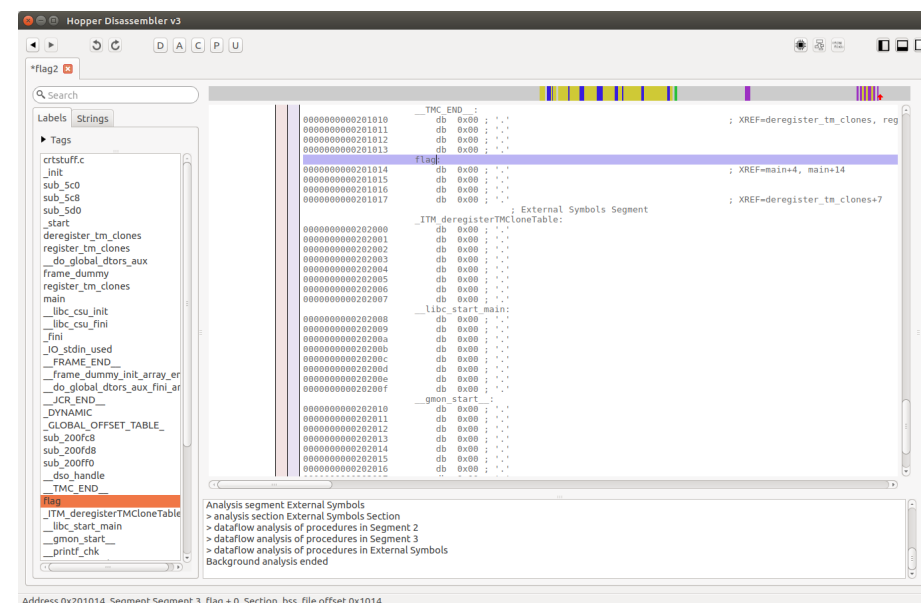 Hopper Disassembler v3
D A C P U
*flag2
Search
Labels Strings
Tags
crtstuff.c
_init
sub_5c0
sub_5c8
sub_5d0
_start
deregister_tm_clones
register_tm_clones
__do_global_dtors_aux
frame_dummy
register_tm_clones
main
__libc_csu_init
__libc_csu_fini
_fini
_IO_stdin_used
__FRAME_END__
__frame_dummy_init_array_er
__do_global_dtors_aux_fini_ar
__JCR_END__
_DYNAMIC
_GLOBAL_OFFSET_TABLE_
sub_200fc8
sub_200fd8
sub_200ff0
__dso_handle
__TMC_END__
flag
_ITM_deregisterTMCloneTable
__libc_start_main
__gmon_start__
__printf_chk
__TMC_END__:
0000000000201010 db 0x00 ; '.' ; XREF=deregister_tm_clones, reg
0000000000201011 db 0x00 ; '.'
0000000000201012 db 0x00 ; '.'
0000000000201013 db 0x00 ; '.'
flag:
0000000000201014 db 0x00 ; '.' ; XREF=main+4, main+14
0000000000201015 db 0x00 ; '.'
0000000000201016 db 0x00 ; '.'
0000000000201017 db 0x00 ; '.' ; XREF=deregister_tm_clones+7
; External Symbols Segment
_ITM_deregisterTMCloneTable:
0000000000202000 db 0x00 ; '.'
0000000000202001 db 0x00 ; '.'
0000000000202002 db 0x00 ; '.'
0000000000202003 db 0x00 ; '.'
0000000000202004 db 0x00 ; '.'
0000000000202005 db 0x00 ; '.'
0000000000202006 db 0x00 ; '.'
0000000000202007 db 0x00 ; '.'
__libc_start_main:
0000000000202008 db 0x00 ; '.'
0000000000202009 db 0x00 ; '.'
000000000020200a db 0x00 ; '.'
000000000020200b db 0x00 ; '.'
000000000020200c db 0x00 ; '.'
000000000020200d db 0x00 ; '.'
000000000020200e db 0x00 ; '.'
000000000020200f db 0x00 ; '.'
__gmon_start__:
0000000000202010 db 0x00 ; '.'
0000000000202011 db 0x00 ; '.'
0000000000202012 db 0x00 ; '.'
0000000000202013 db 0x00 ; '.'
0000000000202014 db 0x00 ; '.'
0000000000202015 db 0x00 ; '.'
0000000000202016 db 0x00 ; '.'
Analysis segment External Symbols
> analysis section External Symbols Section
> dataflow analysis of procedures in Segment 2
> dataflow analysis of procedures in Segment 3
> dataflow analysis of procedures in External Symbols
Background analysis ended
Address 0x201014, Segment Segment 3, flag + 0, Section .bss, file offset 0x1014